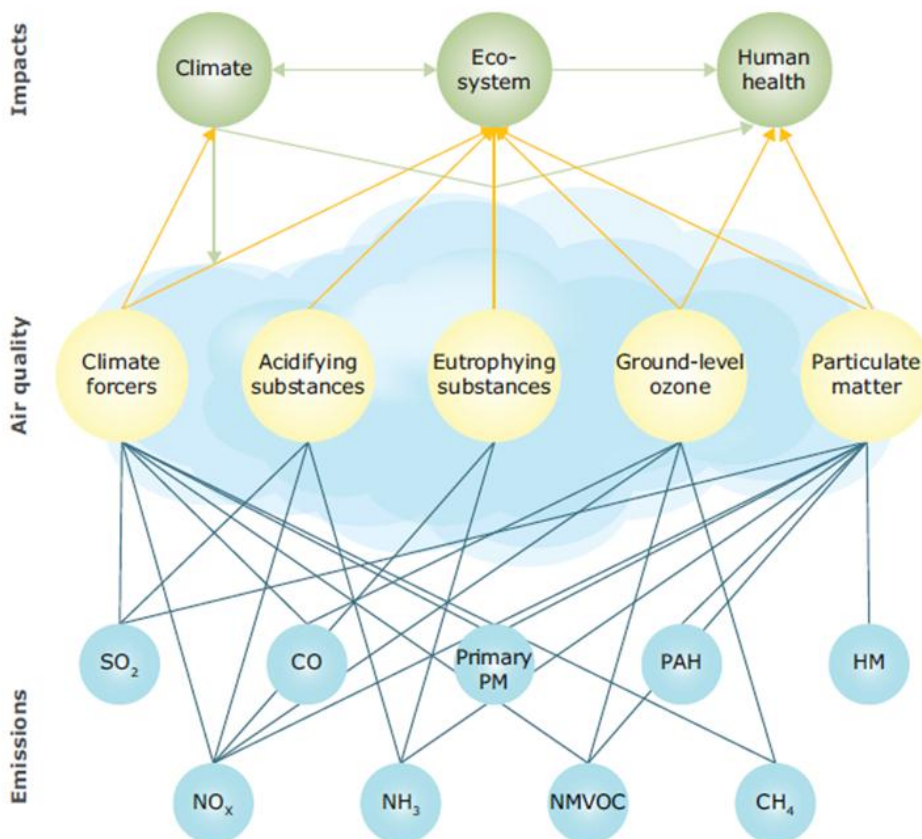 Impacts
Climate
Eco-
system
Human
health
Air quality
Climate
forcers
Acidifying
substances
Eutrophying
substances
Ground-level
ozone
Particulate
matter
Emissions
SO₂
CO
Primary
PM
PAH
HM
NOₓ
NH₃
NMVOC
CH₄